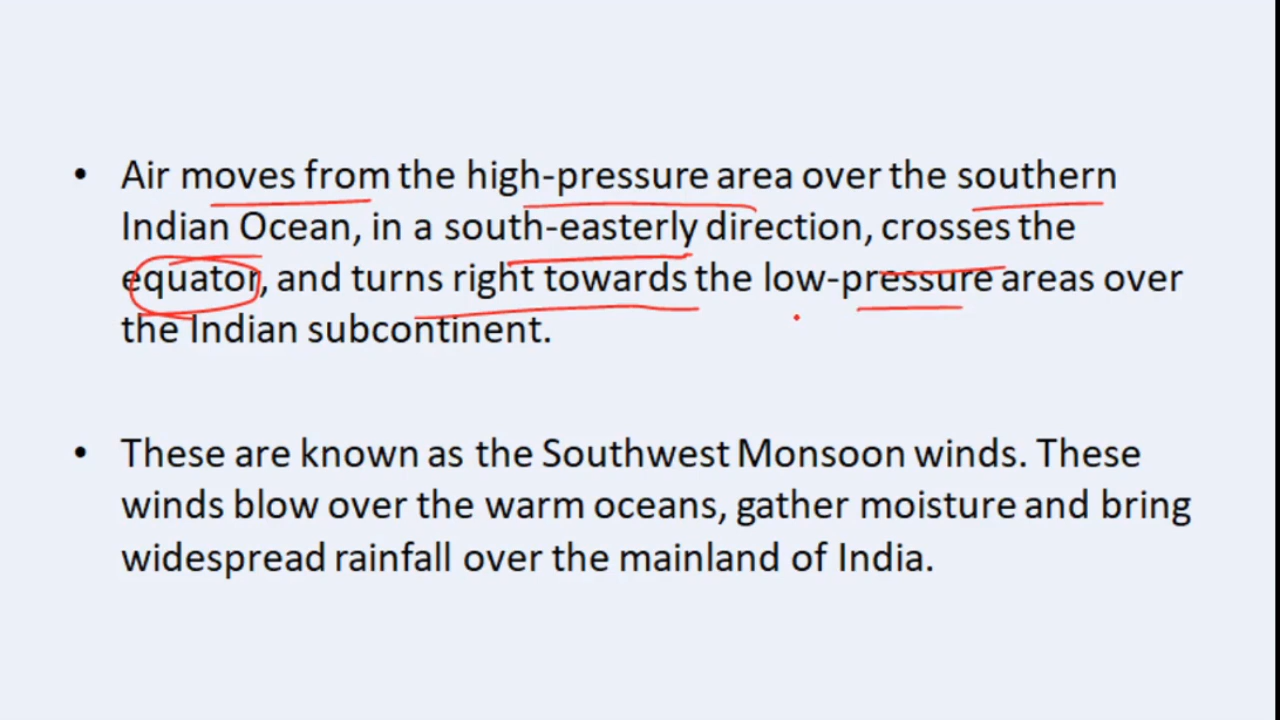 • Air moves from the high-pressure area over the southern
Indian Ocean, in a south-easterly direction, crosses the
equator, and turns right towards the low-pressure areas over
the Indian subcontinent.
• These are known as the Southwest Monsoon winds. These
winds blow over the warm oceans, gather moisture and bring
widespread rainfall over the mainland of India.